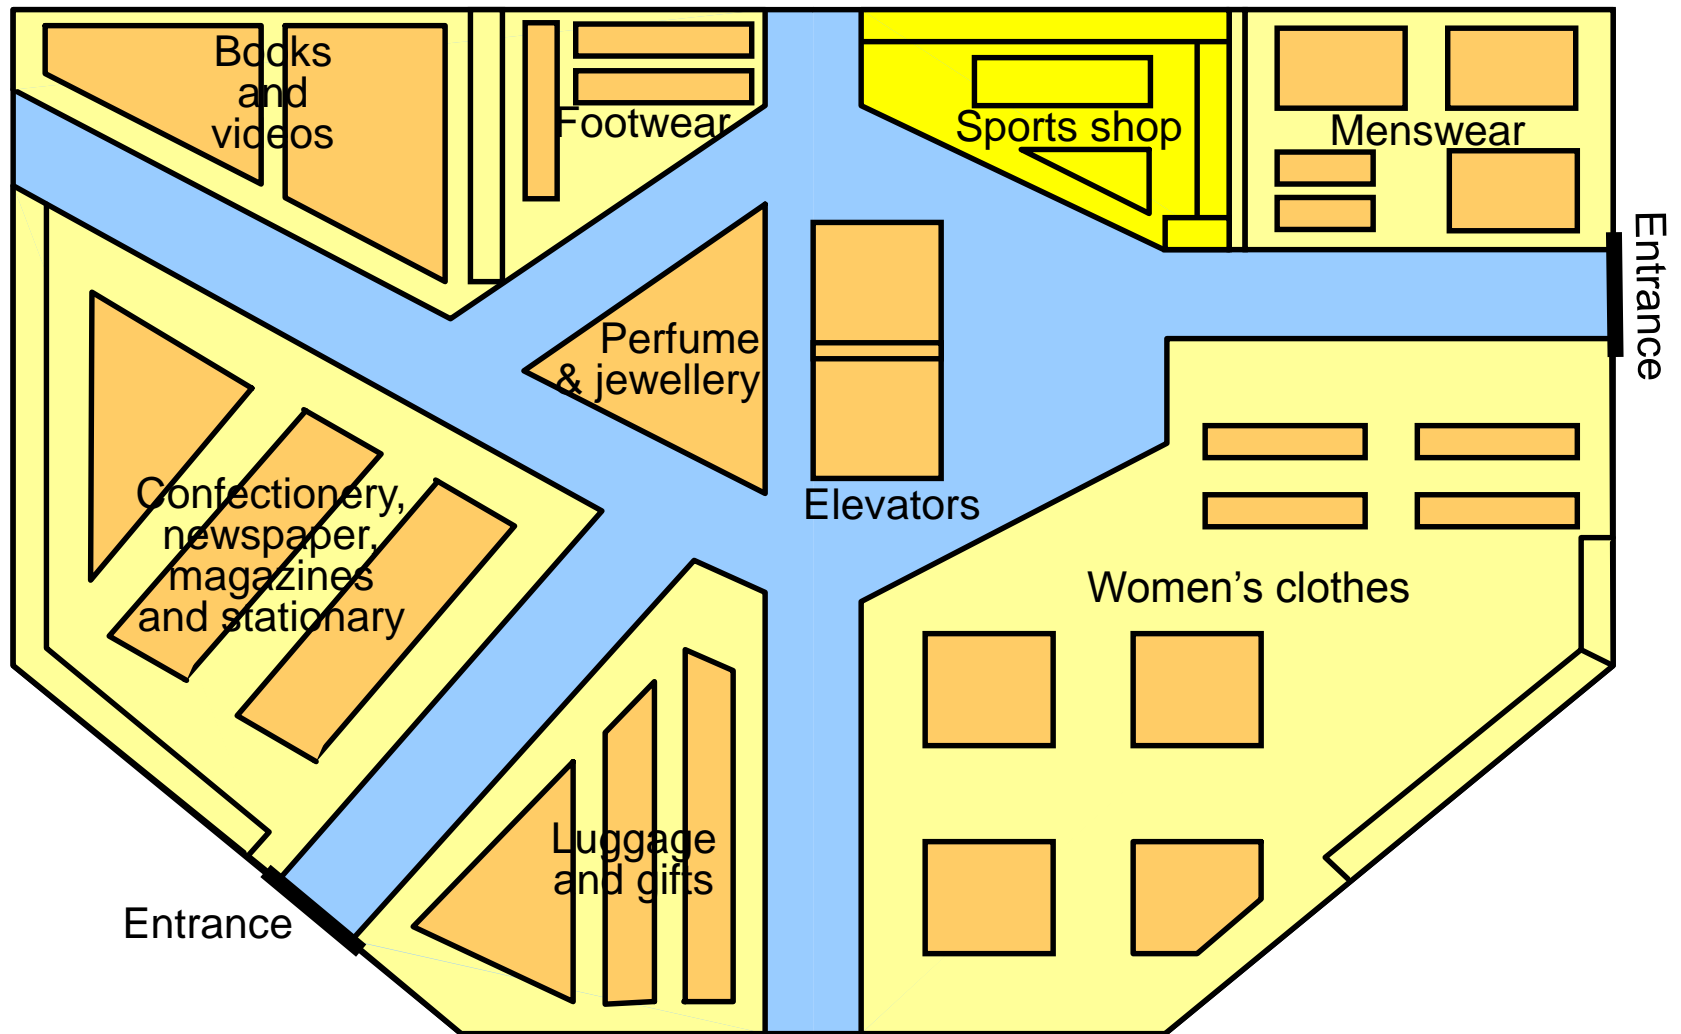 Books
and
videos
Footwear
Sports shop
Menswear
Entrance
Perfume
& jewellery
Elevators
Confectionery,
newspaper,
magazines
and stationary
Women’s clothes
Luggage
and gifts
Entrance